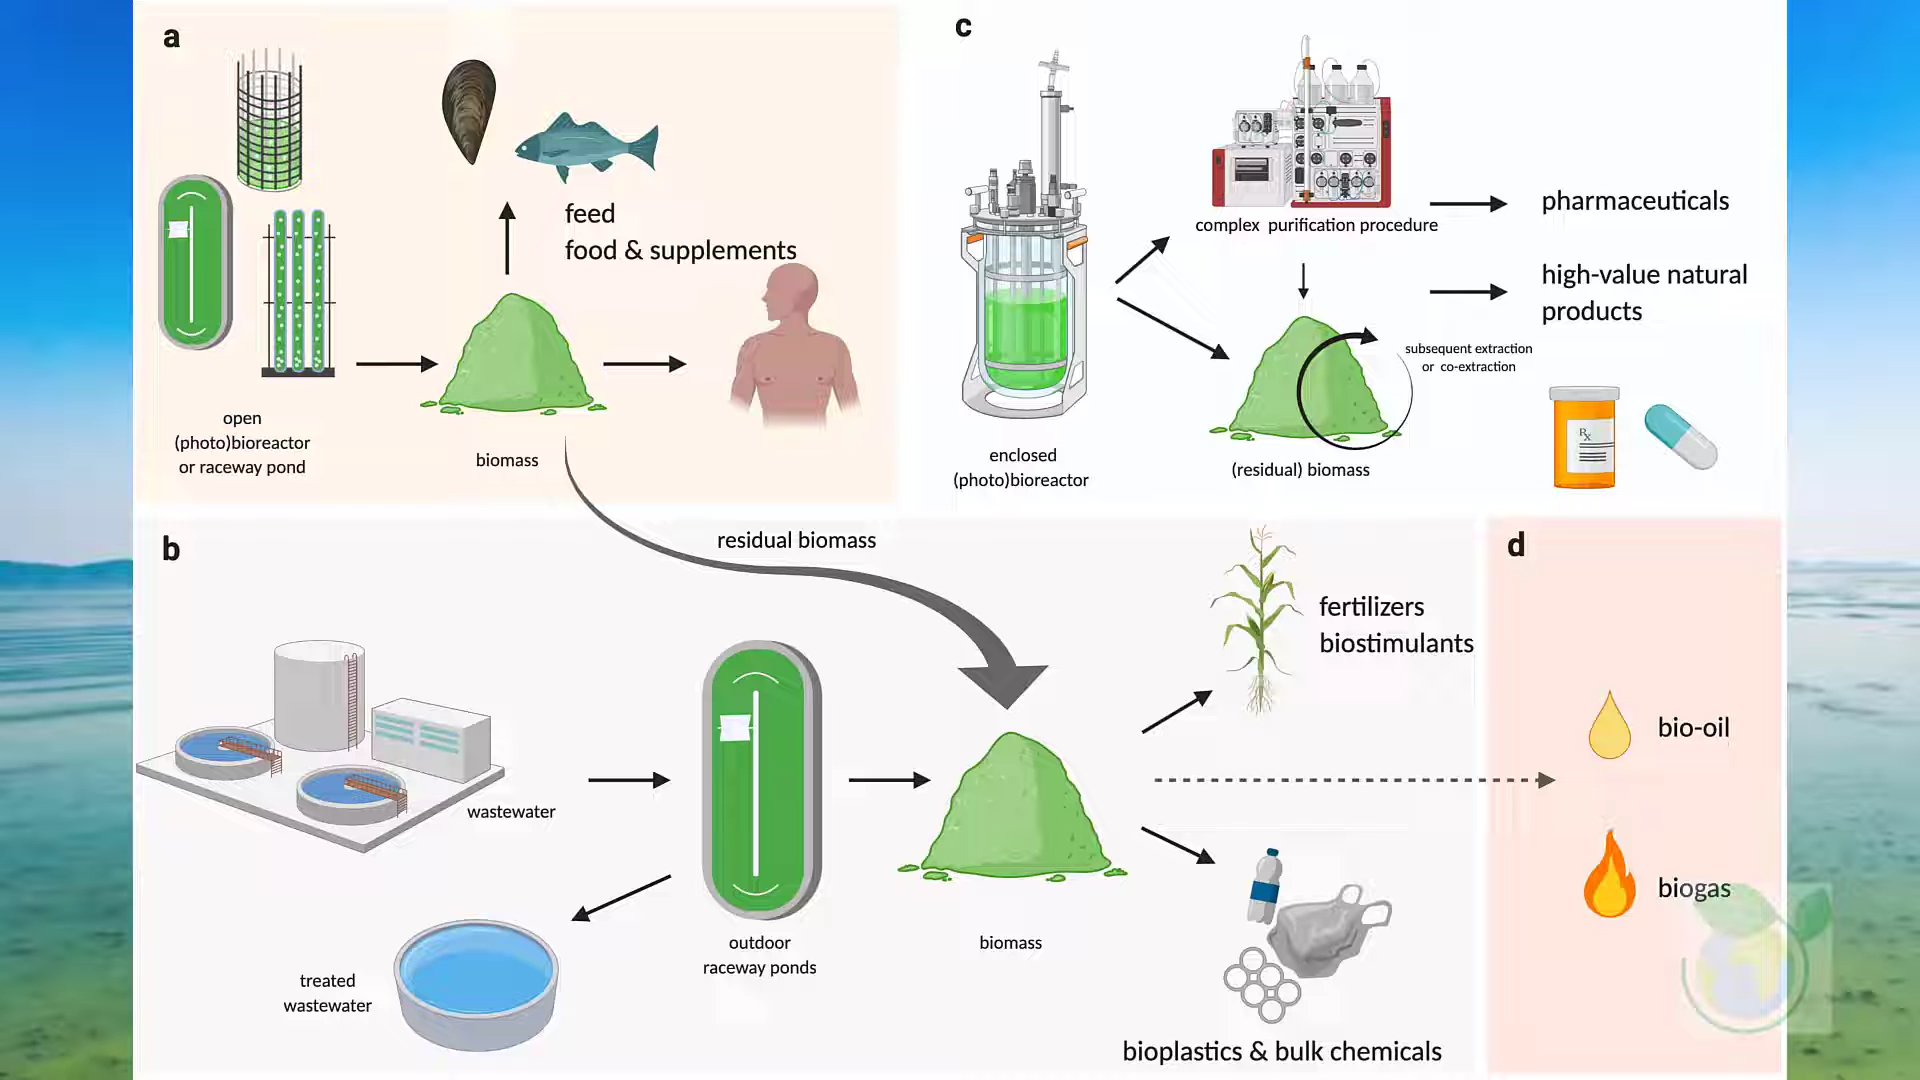 a
feed
food & supplements
open
(photo)bioreactor
or raceway pond
biomass
c
complex purification procedure
pharmaceuticals
high-value natural
products
subsequent extraction
or co-extraction
Rx
enclosed
(photo)bioreactor
(residual) biomass
b
residual biomass
wastewater
treated
wastewater
outdoor
raceway ponds
biomass
fertilizers
biostimulants
bioplastics & bulk chemicals
d
bio-oil
biogas